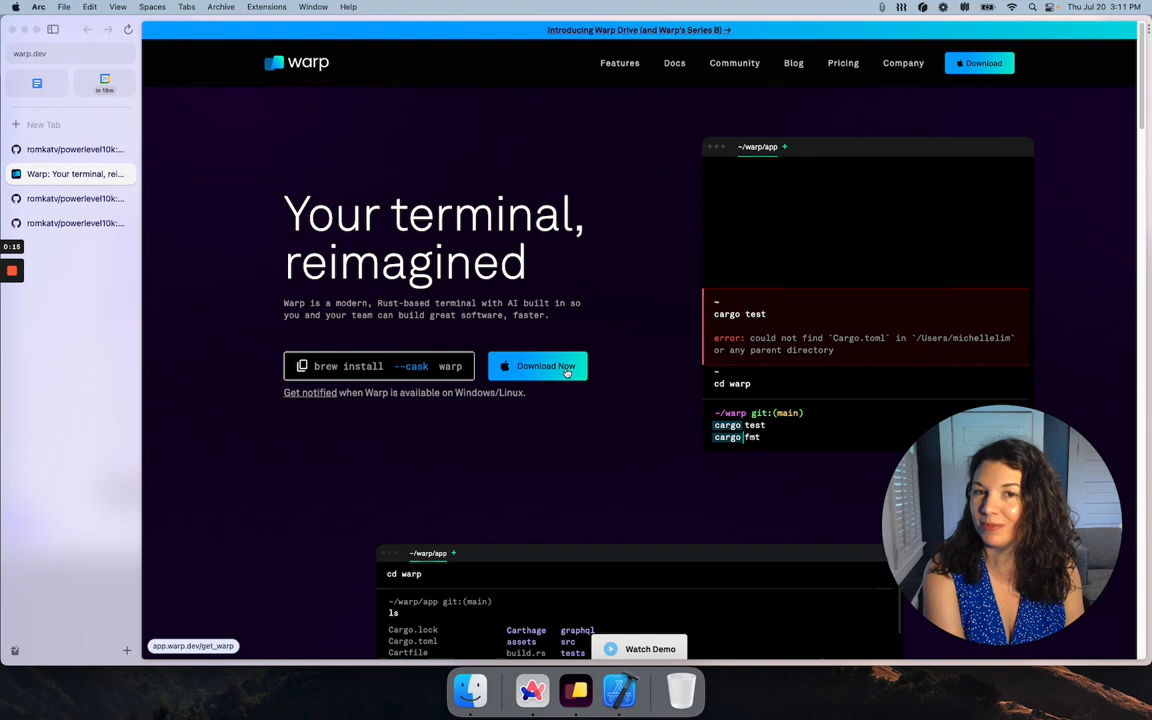 Arc File Edit View Spaces Tabs Archive Extensions Window Help
Thu Jul 20 3:11 PM
warp.dev
in 19m
New Tab
romkatv/powerlevel10k:...
Warp: Your terminal, rei...
romkatv/powerlevel10k:...
romkatv/powerlevel10k:...
0:15
Introducing Warp Drive (and Warp's Series B) →
warp
Features Docs Community Blog Pricing Company Download
Your terminal,
reimagined
Warp is a modern, Rust-based terminal with AI built in so
you and your team can build great software, faster.
brew install --cask warp
Download Now
Get notified when Warp is available on Windows/Linux.
~/warp/app +
~
cargo test
error: could not find `Cargo.toml` in `/Users/michellelim`
or any parent directory
~
cd warp
~/warp git:(main)
cargo test
cargo fmt
~/warp/app +
cd warp
~/warp/app git:(main)
ls
Cargo.lock Carthage graphql
Cargo.toml assets src
Cartfile build.rs tests
Watch Demo
app.warp.dev/get_warp